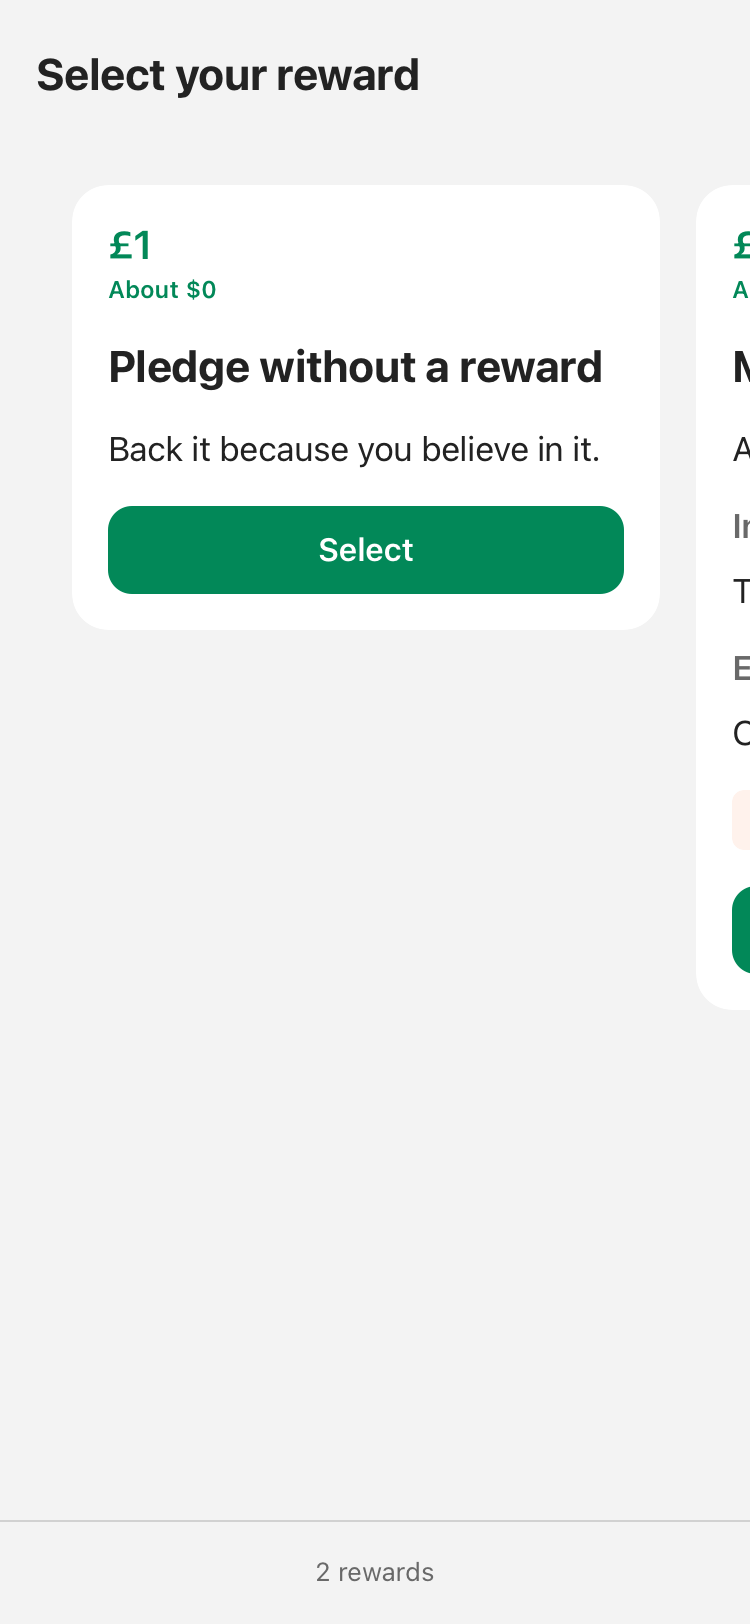 Select your reward
£1
About $0
Pledge without a reward
Back it because you believe in it.
Select
2 rewards